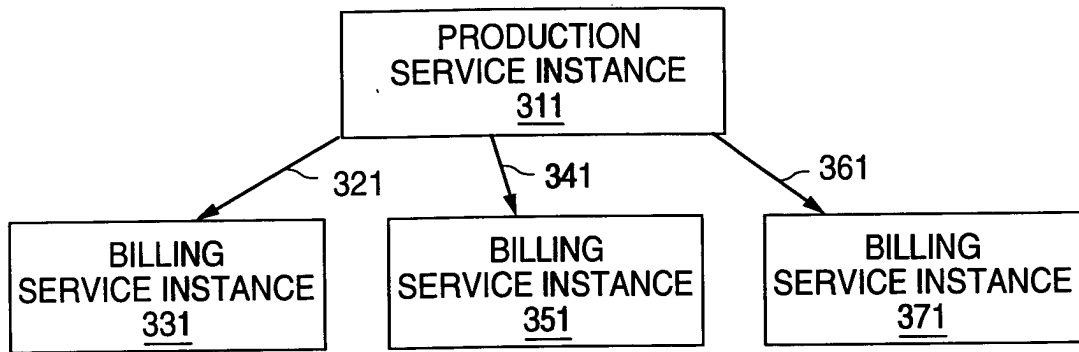 PRODUCTION
SERVICE INSTANCE
311
321
341
361
BILLING
SERVICE INSTANCE
331
BILLING
SERVICE INSTANCE
351
BILLING
SERVICE INSTANCE
371